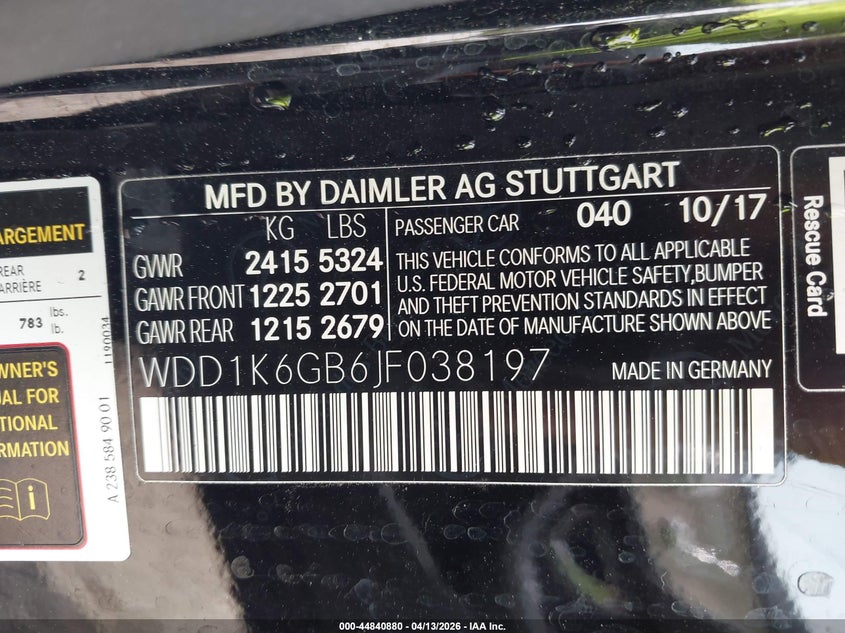 ARGEMENT
REAR
ARRIÈRE 2
783 lbs.
lb.
1190034
WNER'S
UAL FOR
TIONAL
FORMATION
i
A 238 584 90 01
MFD BY DAIMLER AG STUTTGART
KG LBS
GVWR 2415 5324
GAWR FRONT 1225 2701
GAWR REAR 1215 2679
PASSENGER CAR 040 10/17
THIS VEHICLE CONFORMS TO ALL APPLICABLE
U.S. FEDERAL MOTOR VEHICLE SAFETY,BUMPER
AND THEFT PREVENTION STANDARDS IN EFFECT
ON THE DATE OF MANUFACTURE SHOWN ABOVE
WDD1K6GB6JF038197 MADE IN GERMANY
Rescue Card
000-44840880 - 04/13/2026 - IAA Inc.